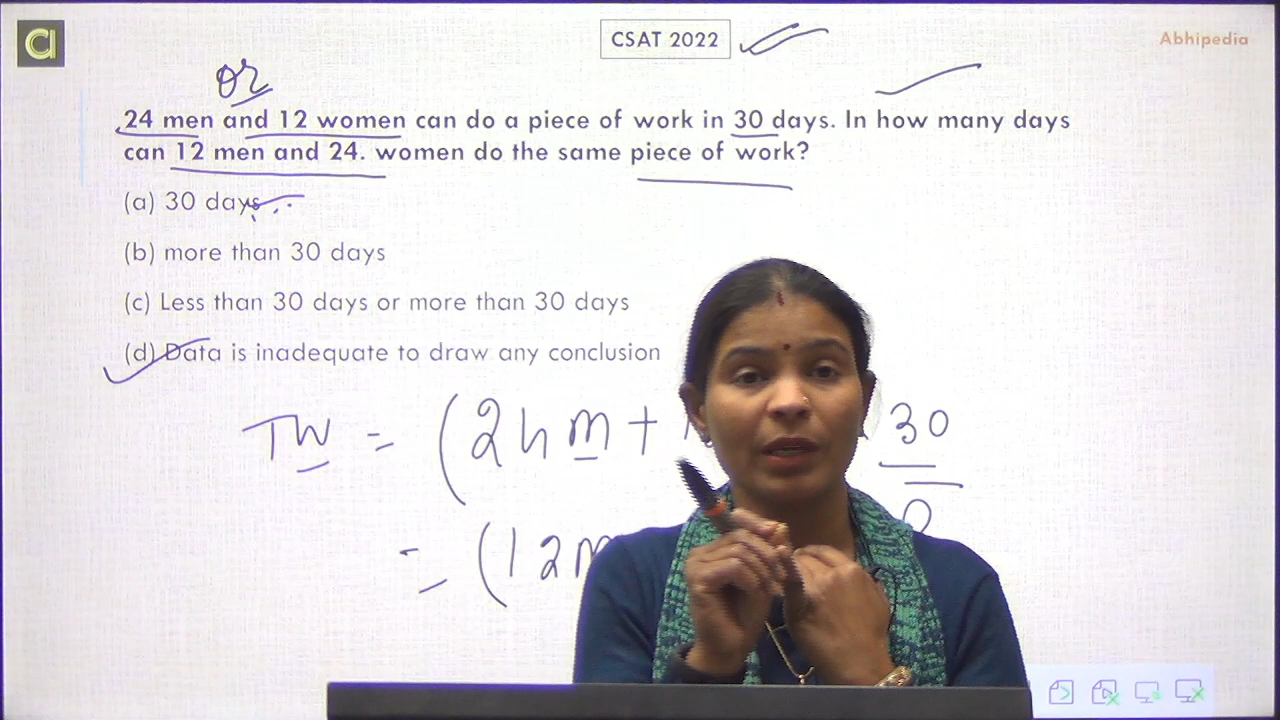 CSAT 2022
Abhipedia
or
24 men and 12 women can do a piece of work in 30 days. In how many days
can 12 men and 24. women do the same piece of work?
(a) 30 days
(b) more than 30 days
(c) Less than 30 days or more than 30 days
(d) Data is inadequate to draw any conclusion
TW = (24m + 30
= (12m